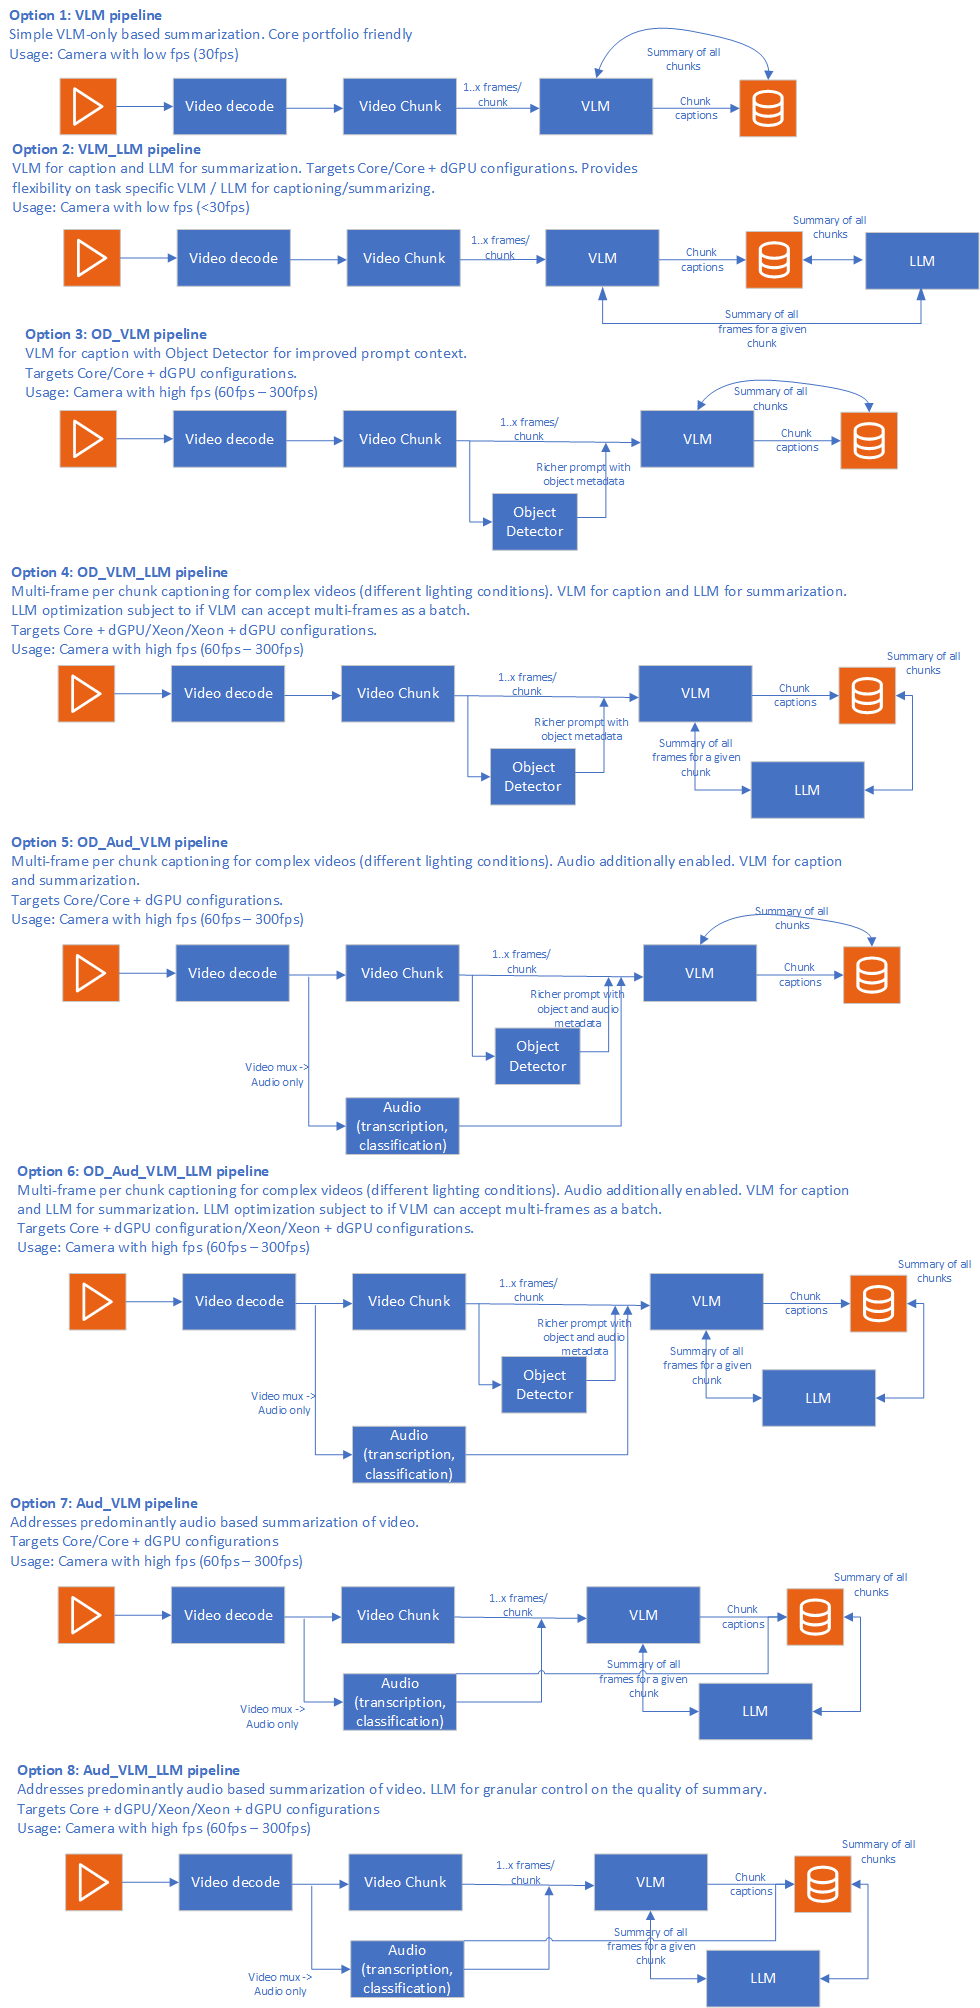 Option 1: VLM pipeline
Simple VLM-only based summarization. Core portfolio friendly
Usage: Camera with low fps (30fps)
Summary of all
chunks
Video decode
Video Chunk
1..x frames/
chunk
VLM
Chunk
captions
Option 2: VLM_LLM pipeline
VLM for caption and LLM for summarization. Targets Core/Core + dGPU configurations. Provides
flexibility on task specific VLM / LLM for captioning/summarizing.
Usage: Camera with low fps (<30fps)
Summary of all
chunks
Video decode
Video Chunk
1..x frames/
chunk
VLM
Chunk
captions
LLM
Summary of all
frames for a given
chunk
Option 3: OD_VLM pipeline
VLM for caption with Object Detector for improved prompt context.
Targets Core/Core + dGPU configurations.
Usage: Camera with high fps (60fps – 300fps)
Summary of all
chunks
Video decode
Video Chunk
1..x frames/
chunk
VLM
Chunk
captions
Richer prompt with
object metadata
Object
Detector
Option 4: OD_VLM_LLM pipeline
Multi-frame per chunk captioning for complex videos (different lighting conditions). VLM for caption and LLM for summarization.
LLM optimization subject to if VLM can accept multi-frames as a batch.
Targets Core + dGPU/Xeon/Xeon + dGPU configurations.
Usage: Camera with high fps (60fps – 300fps)
Summary of all
chunks
Video decode
Video Chunk
1..x frames/
chunk
VLM
Chunk
captions
Richer prompt with
object metadata
Summary of all
frames for a given
chunk
Object
Detector
LLM
Option 5: OD_Aud_VLM pipeline
Multi-frame per chunk captioning for complex videos (different lighting conditions). Audio additionally enabled. VLM for caption
and summarization.
Targets Core/Core + dGPU configurations.
Usage: Camera with high fps (60fps – 300fps)
Summary of all
chunks
Video decode
Video Chunk
1..x frames/
chunk
VLM
Chunk
captions
Richer prompt with
object and audio
metadata
Object
Detector
Video mux ->
Audio only
Audio
(transcription,
classification)
Option 6: OD_Aud_VLM_LLM pipeline
Multi-frame per chunk captioning for complex videos (different lighting conditions). Audio additionally enabled. VLM for caption
and LLM for summarization. LLM optimization subject to if VLM can accept multi-frames as a batch.
Targets Core + dGPU configuration/Xeon/Xeon + dGPU configurations.
Usage: Camera with high fps (60fps – 300fps)
Summary of all
chunks
Video decode
Video Chunk
1..x frames/
chunk
VLM
Chunk
captions
Richer prompt with
object and audio
metadata
Summary of all
frames for a given
chunk
Object
Detector
LLM
Video mux ->
Audio only
Audio
(transcription,
classification)
Option 7: Aud_VLM pipeline
Addresses predominantly audio based summarization of video.
Targets Core/Core + dGPU configurations
Usage: Camera with high fps (60fps – 300fps)
Summary of all
chunks
Video decode
Video Chunk
1..x frames/
chunk
VLM
Chunk
captions
Summary of all
frames for a given
chunk
Video mux ->
Audio only
Audio
(transcription,
classification)
LLM
Option 8: Aud_VLM_LLM pipeline
Addresses predominantly audio based summarization of video. LLM for granular control on the quality of summary.
Targets Core + dGPU/Xeon/Xeon + dGPU configurations
Usage: Camera with high fps (60fps – 300fps)
Summary of all
chunks
Video decode
Video Chunk
1..x frames/
chunk
VLM
Chunk
captions
Summary of all
frames for a given
chunk
Video mux ->
Audio only
Audio
(transcription,
classification)
LLM